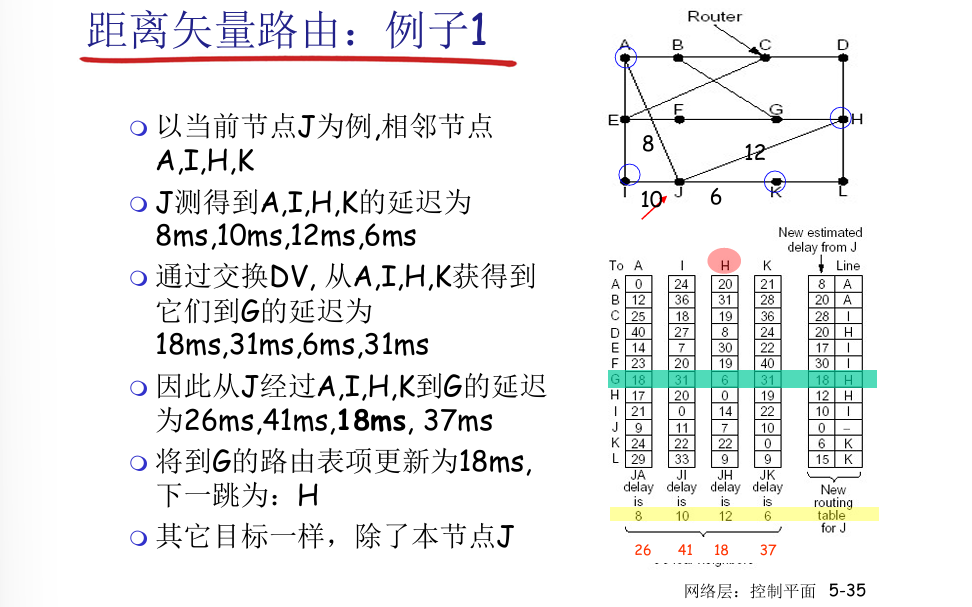 距离矢量路由：例子1
以当前节点J为例,相邻节点
A,I,H,K
J测得到A,I,H,K的延迟为
8ms,10ms,12ms,6ms
通过交换DV, 从A,I,H,K获得到
它们到G的延迟为
18ms,31ms,6ms,31ms
因此从J经过A,I,H,K到G的延迟
为26ms,41ms,18ms, 37ms
将到G的路由表项更新为18ms,
下一跳为：H
其它目标一样，除了本节点J
Router
A B C D
E F G H
8 12
I 10 J 6 K L
New estimated
delay from J
To A I H K Line
A 0 24 20 21 8 A
B 12 36 31 28 20 A
C 25 18 19 36 28 I
D 40 27 8 24 20 H
E 14 7 30 22 17 I
F 23 20 19 40 30 I
G 18 31 6 31 18 H
H 17 20 0 19 12 H
I 21 0 14 22 10 I
J 9 11 7 10 0 –
K 24 22 22 0 6 K
L 29 33 9 9 15 K
JA JI JH JK
delay delay delay delay New
is is is is routing
8 10 12 6 table
for J
26 41 18 37
网络层：控制平面 5-35